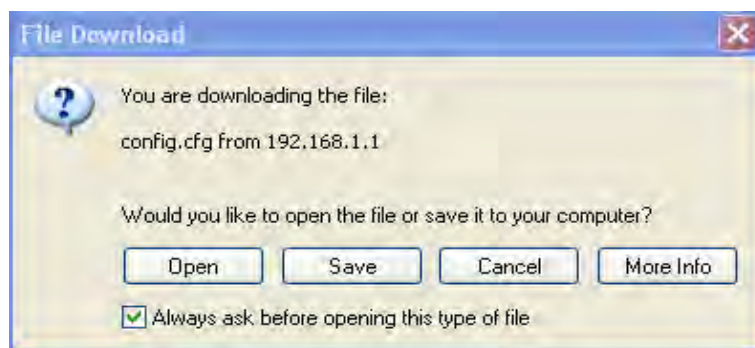 File Download
You are downloading the file:
config.cfg from 192.168.1.1
Would you like to open the file or save it to your computer?
Open Save Cancel More Info
Always ask before opening this type of file